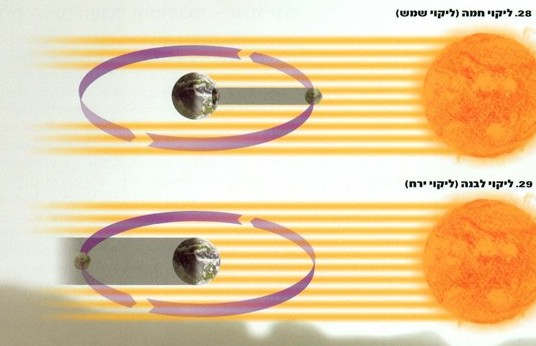 28. ליקוי חמה (ליקוי שמש)
29. ליקוי לבנה (ליקוי ירח)